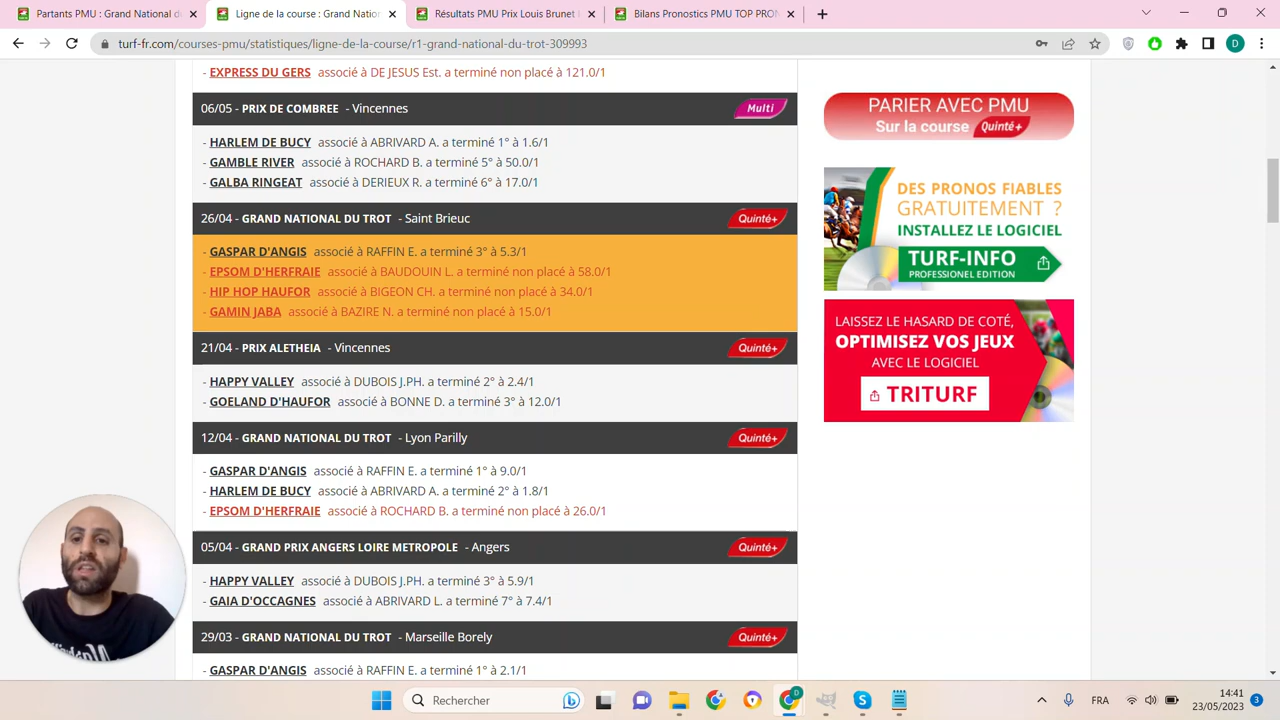 Partants PMU : Grand National d
Ligne de la course : Grand Nation
Résultats PMU Prix Louis Brunet
Bilans Pronostics PMU TOP PRON
turf-fr.com/courses-pmu/statistiques/ligne-de-la-course/r1-grand-national-du-trot-309993
D
- EXPRESS DU GERS associé à DE JESUS Est. a terminé non placé à 121.0/1
06/05 - PRIX DE COMBREE - Vincennes
Multi
- HARLEM DE BUCY associé à ABRIVARD A. a terminé 1° à 1.6/1
- GAMBLE RIVER associé à ROCHARD B. a terminé 5° à 50.0/1
- GALBA RINGEAT associé à DERIEUX R. a terminé 6° à 17.0/1
26/04 - GRAND NATIONAL DU TROT - Saint Brieuc
Quinté+
- GASPAR D'ANGIS associé à RAFFIN E. a terminé 3° à 5.3/1
- EPSOM D'HERFRAIE associé à BAUDOUIN L. a terminé non placé à 58.0/1
- HIP HOP HAUFOR associé à BIGEON CH. a terminé non placé à 34.0/1
- GAMIN JABA associé à BAZIRE N. a terminé non placé à 15.0/1
21/04 - PRIX ALETHEIA - Vincennes
Quinté+
- HAPPY VALLEY associé à DUBOIS J.PH. a terminé 2° à 2.4/1
- GOELAND D'HAUFOR associé à BONNE D. a terminé 3° à 12.0/1
12/04 - GRAND NATIONAL DU TROT - Lyon Parilly
Quinté+
- GASPAR D'ANGIS associé à RAFFIN E. a terminé 1° à 9.0/1
- HARLEM DE BUCY associé à ABRIVARD A. a terminé 2° à 1.8/1
- EPSOM D'HERFRAIE associé à ROCHARD B. a terminé non placé à 26.0/1
05/04 - GRAND PRIX ANGERS LOIRE METROPOLE - Angers
Quinté+
- HAPPY VALLEY associé à DUBOIS J.PH. a terminé 3° à 5.9/1
- GAIA D'OCCAGNES associé à ABRIVARD L. a terminé 7° à 7.4/1
29/03 - GRAND NATIONAL DU TROT - Marseille Borely
Quinté+
- GASPAR D'ANGIS associé à RAFFIN E. a terminé 1° à 2.1/1
PARIER AVEC PMU
Sur la course Quinté+
DES PRONOS FIABLES
GRATUITEMENT ?
INSTALLEZ LE LOGICIEL
TURF-INFO
PROFESSIONEL EDITION
LAISSEZ LE HASARD DE COTÉ,
OPTIMISEZ VOS JEUX
AVEC LE LOGICIEL
TRITURF
Rechercher
D
FRA
14:41
23/05/2023
3